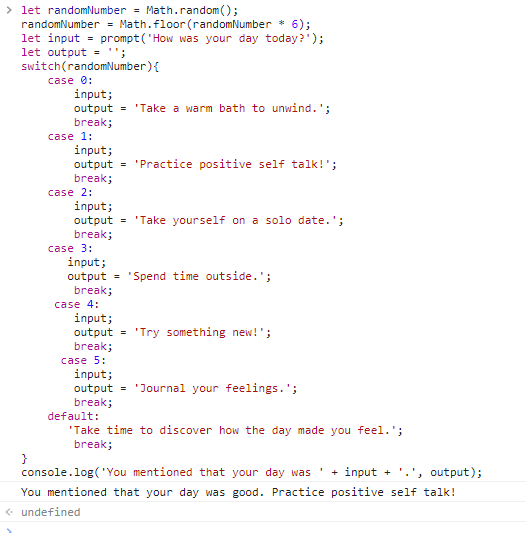 let randomNumber = Math.random();
randomNumber = Math.floor(randomNumber * 6);
let input = prompt('How was your day today?');
let output = '';
switch(randomNumber){
    case 0:
        input;
        output = 'Take a warm bath to unwind.';
        break;
    case 1:
        input;
        output = 'Practice positive self talk!';
        break;
    case 2:
        input;
        output = 'Take yourself on a solo date.';
        break;
    case 3:
       input;
       output = 'Spend time outside.';
        break;
     case 4:
        input;
        output = 'Try something new!';
        break;
      case 5:
        input;
        output = 'Journal your feelings.';
        break;
    default:
       'Take time to discover how the day made you feel.';
        break;
}
console.log('You mentioned that your day was ' + input + '.', output);
You mentioned that your day was good. Practice positive self talk!
undefined